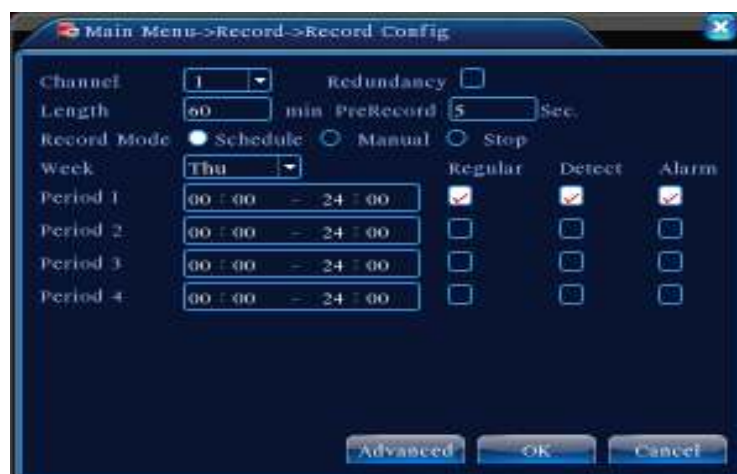 Main Menu->Record->Record Config
Channel 1 Redundancy
Length 60 min PreRecord 5 Sec.
Record Mode Schedule Manual Stop
Week Thu Regular Detect Alarm
Period 1 00 : 00 - 24 : 00
Period 2 00 : 00 - 24 : 00
Period 3 00 : 00 - 24 : 00
Period 4 00 : 00 - 24 : 00
Advanced OK Cancel